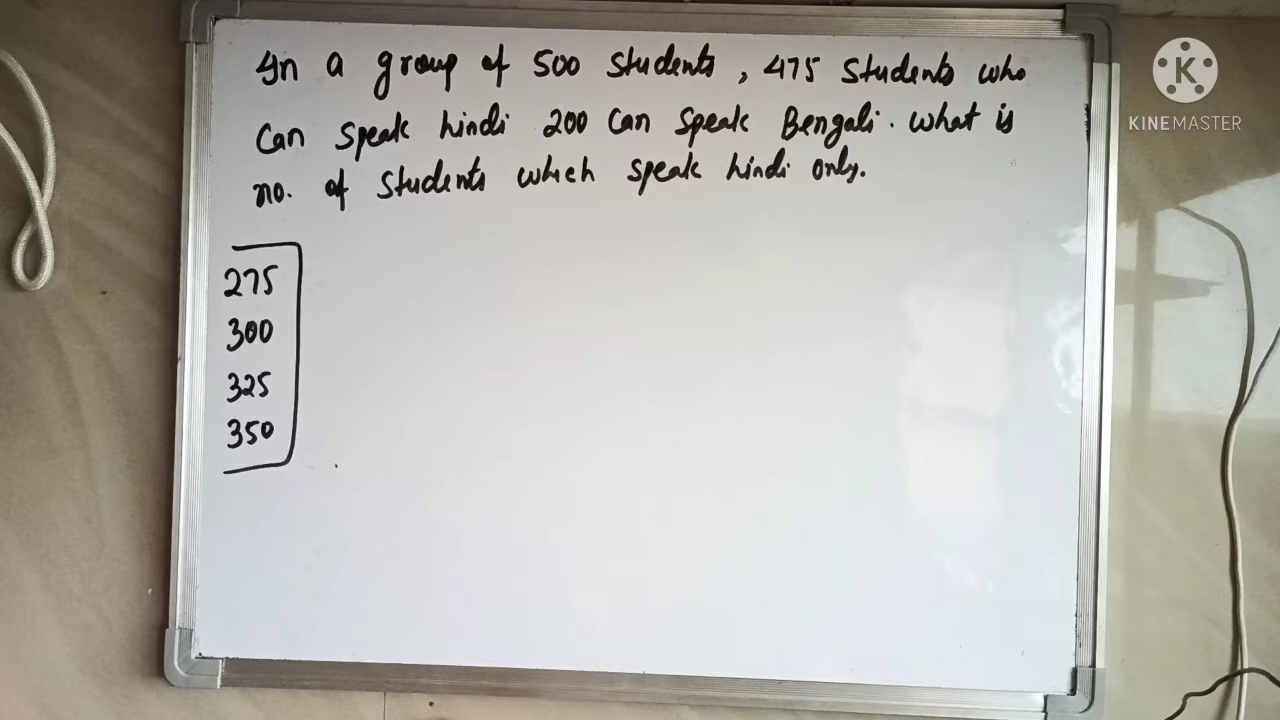 In a group of 500 students, 475 students who
can speak hindi 200 can speak Bengali. what is
no. of students which speak hindi only.
275
300
325
350
K
KINEMASTER